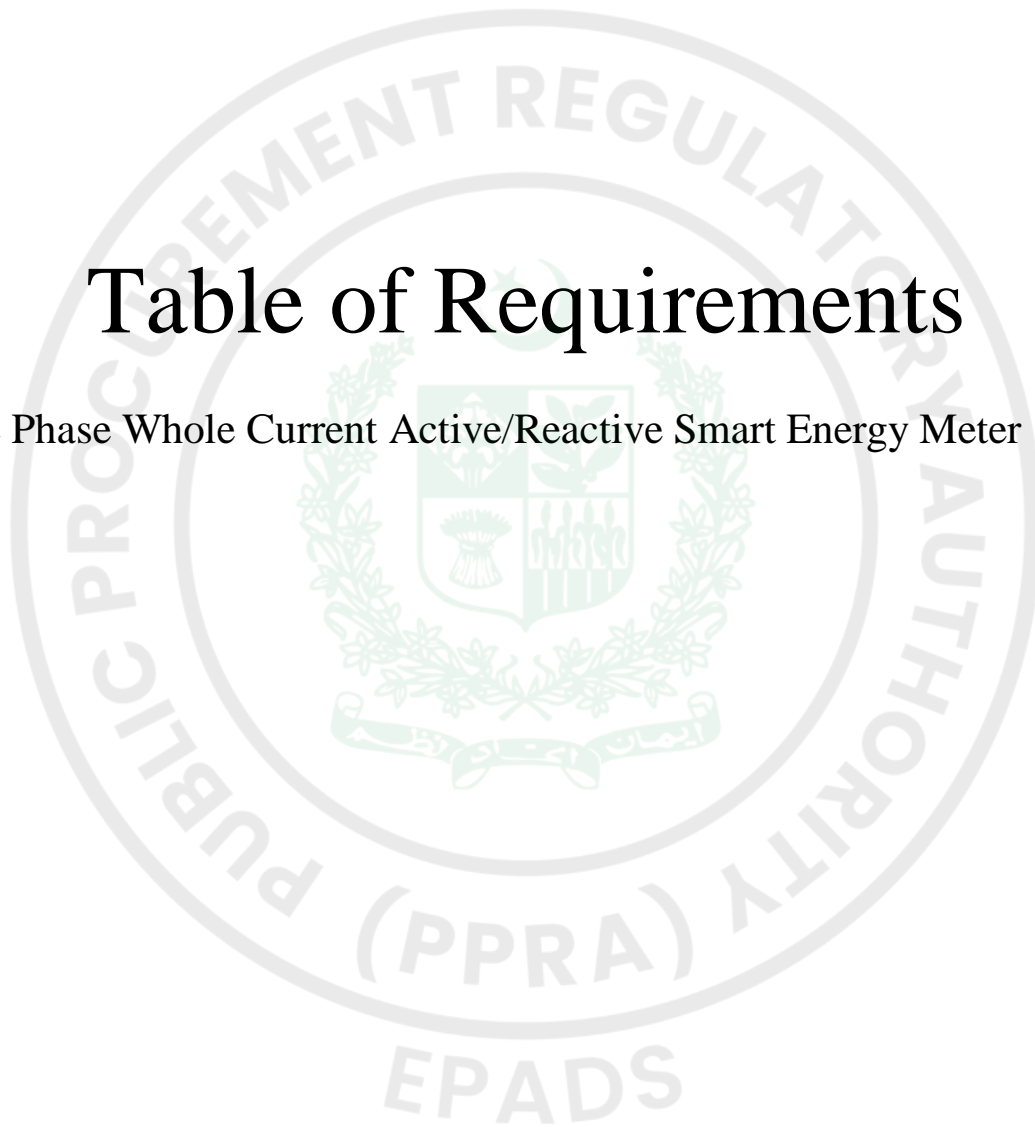 PUBLIC PROCUREMENT REGULATORY AUTHORITY
Table of Requirements
Phase Whole Current Active/Reactive Smart Energy Meter
(PPRA)
EPADS